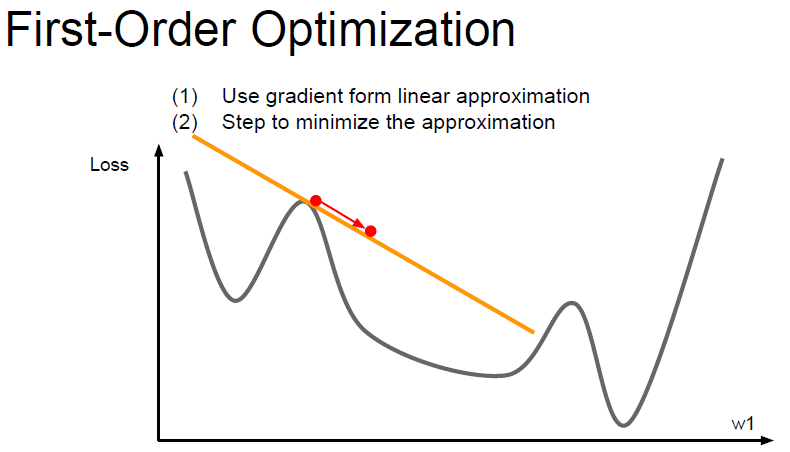 First-Order Optimization
(1) Use gradient form linear approximation
(2) Step to minimize the approximation
Loss
w1